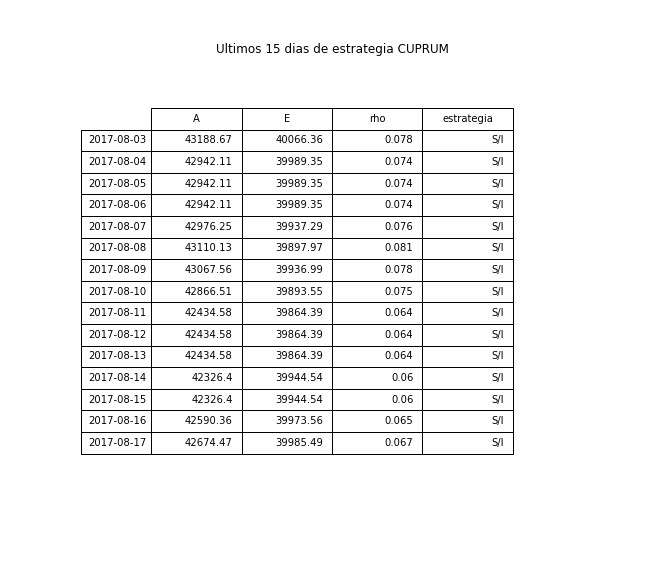 Ultimos 15 dias de estrategia CUPRUM
A E rho estrategia
2017-08-03 43188.67 40066.36 0.078 S/I
2017-08-04 42942.11 39989.35 0.074 S/I
2017-08-05 42942.11 39989.35 0.074 S/I
2017-08-06 42942.11 39989.35 0.074 S/I
2017-08-07 42976.25 39937.29 0.076 S/I
2017-08-08 43110.13 39897.97 0.081 S/I
2017-08-09 43067.56 39936.99 0.078 S/I
2017-08-10 42866.51 39893.55 0.075 S/I
2017-08-11 42434.58 39864.39 0.064 S/I
2017-08-12 42434.58 39864.39 0.064 S/I
2017-08-13 42434.58 39864.39 0.064 S/I
2017-08-14 42326.4 39944.54 0.06 S/I
2017-08-15 42326.4 39944.54 0.06 S/I
2017-08-16 42590.36 39973.56 0.065 S/I
2017-08-17 42674.47 39985.49 0.067 S/I